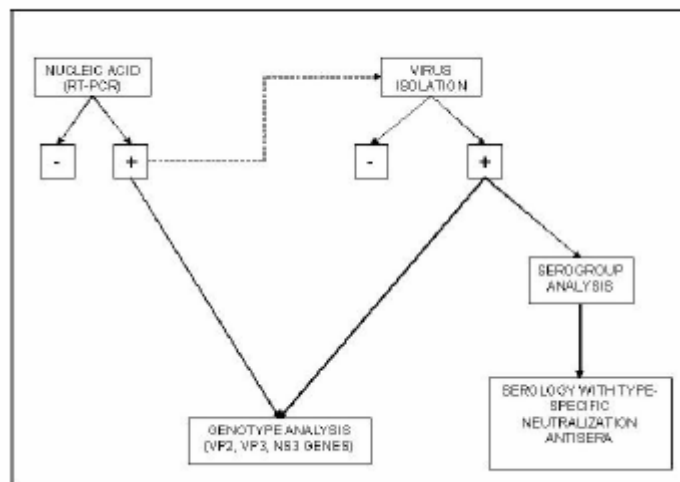 NUCLEIC ACID
(RT-PCR)
VIRUS
ISOLATION
-
+
-
+
SEROGROUP
ANALYSIS
GENOTYPE ANALYSIS
(VP2, VP3, NS3 GENES)
SEROLOGY WITH TYPE-
SPECIFIC
NEUTRALIZATION
ANTISERA